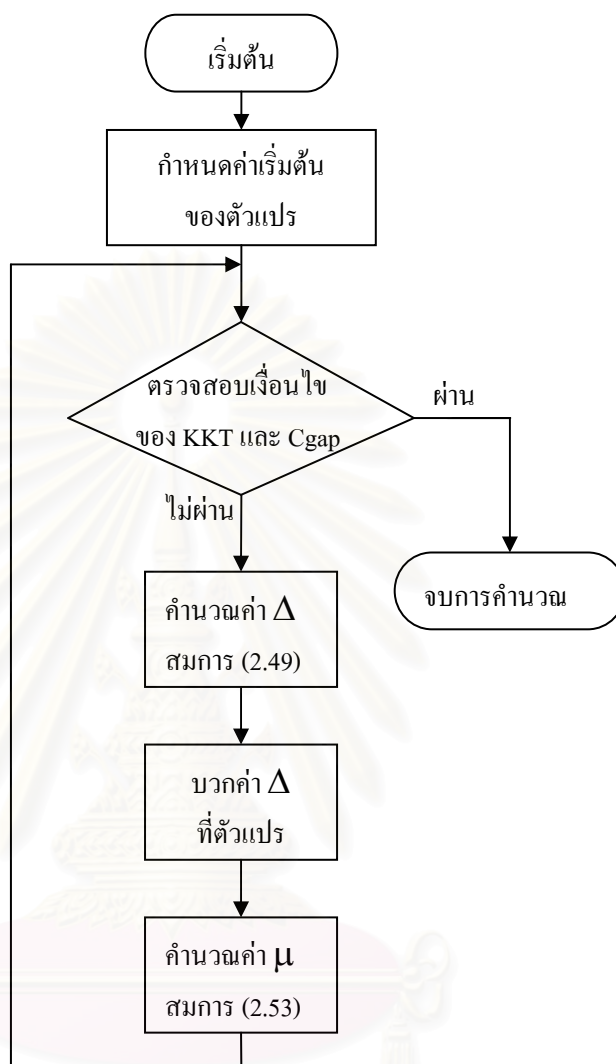 เริ่มต้น
กำหนดค่าเริ่มต้น
ของตัวแปร
ตรวจสอบเงื่อนไข
ของ KKT และ Cgap
ผ่าน
ไม่ผ่าน
จบการคำนวณ
คำนวณค่า Δ
สมการ (2.49)
บวกค่า Δ
ที่ตัวแปร
คำนวณค่า μ
สมการ (2.53)